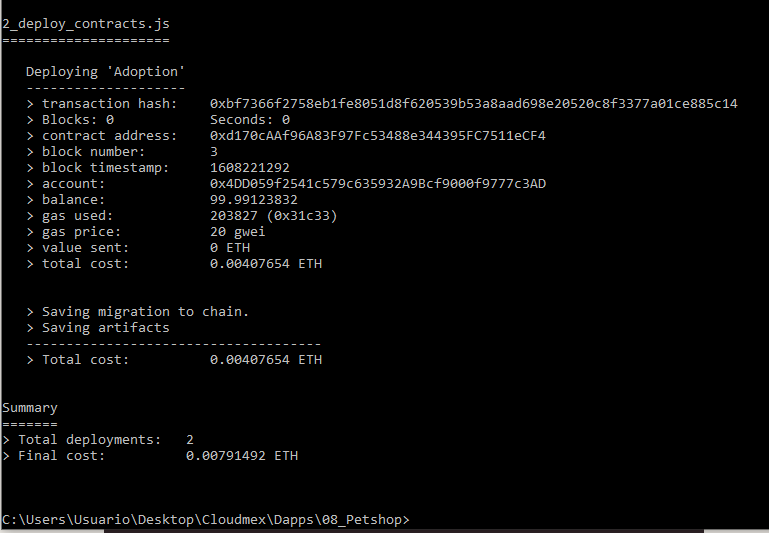 2_deploy_contracts.js
=====================
Deploying 'Adoption'
--------------------
> transaction hash:    0xbf7366f2758eb1fe8051d8f620539b53a8aad698e20520c8f3377a01ce885c14
> Blocks: 0            Seconds: 0
> contract address:    0xd170cAAf96A83F97Fc53488e344395FC7511eCF4
> block number:        3
> block timestamp:     1608221292
> account:             0x4DD059f2541c579c635932A9Bcf9000f9777c3AD
> balance:             99.99123832
> gas used:            203827 (0x31c33)
> gas price:           20 gwei
> value sent:          0 ETH
> total cost:          0.00407654 ETH
> Saving migration to chain.
> Saving artifacts
-------------------------------------
> Total cost:          0.00407654 ETH
Summary
=======
> Total deployments:   2
> Final cost:          0.00791492 ETH
C:\Users\Usuario\Desktop\Cloudmex\Dapps\08_Petshop>